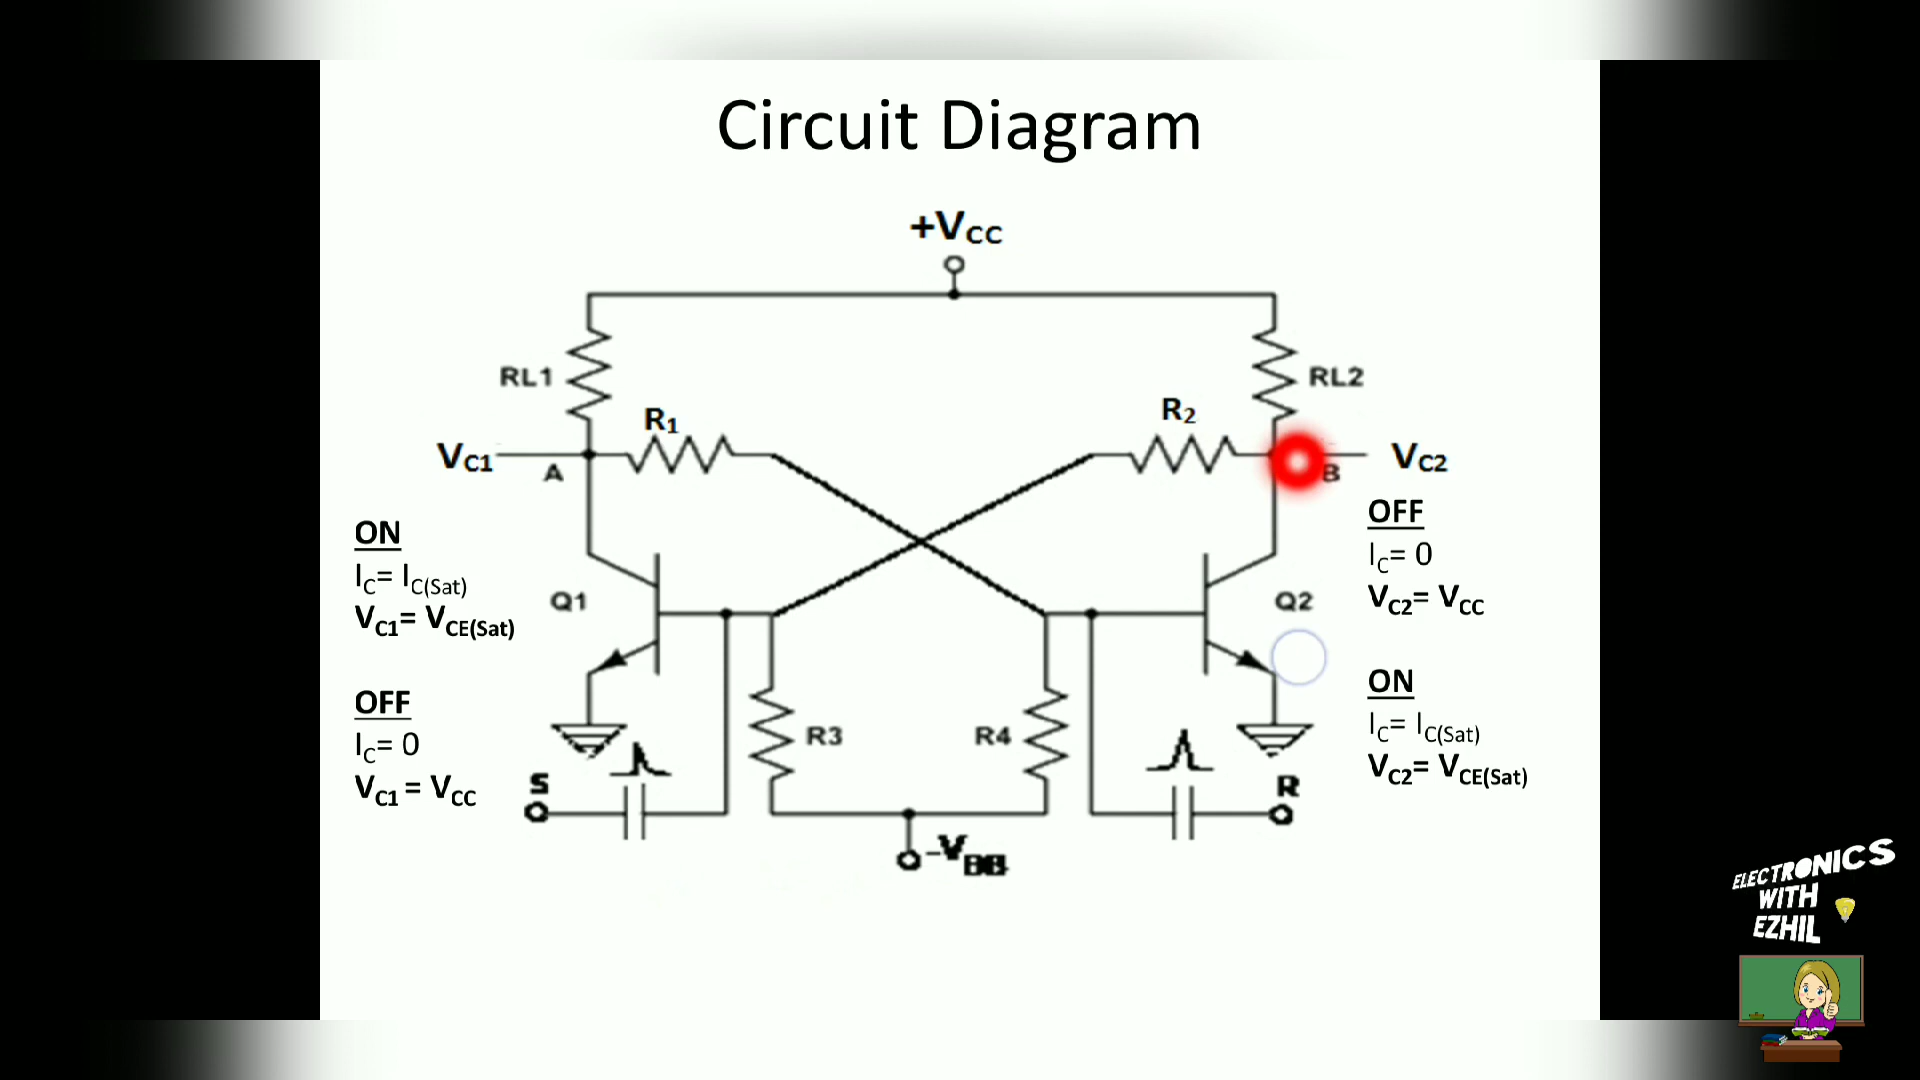 Circuit Diagram
+VCC
RL1
RL2
R1
R2
VC1
A
B
VC2
ON
IC= IC(Sat)
VC1= VCE(Sat)
Q1
Q2
OFF
IC= 0
VC2= VCC
OFF
IC= 0
VC1 = VCC
R3
R4
ON
IC= IC(Sat)
VC2= VCE(Sat)
S
R
-VBB
ELECTRONICS
WITH
EZHIL